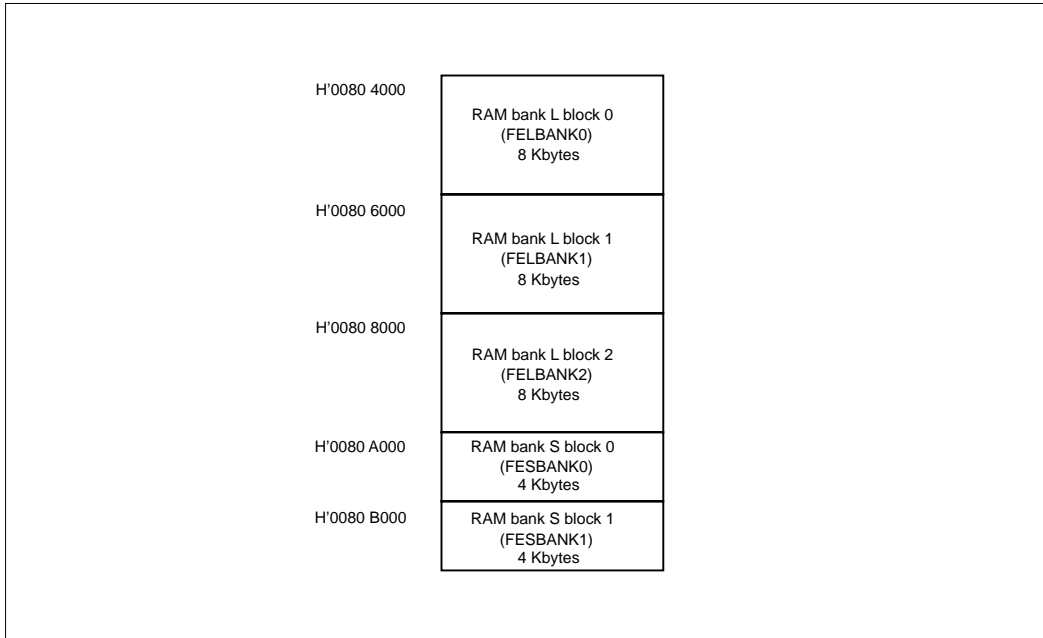 H'0080 4000
RAM bank L block 0
(FELBANK0)
8 Kbytes
H'0080 6000
RAM bank L block 1
(FELBANK1)
8 Kbytes
H'0080 8000
RAM bank L block 2
(FELBANK2)
8 Kbytes
H'0080 A000
RAM bank S block 0
(FESBANK0)
4 Kbytes
H'0080 B000
RAM bank S block 1
(FESBANK1)
4 Kbytes